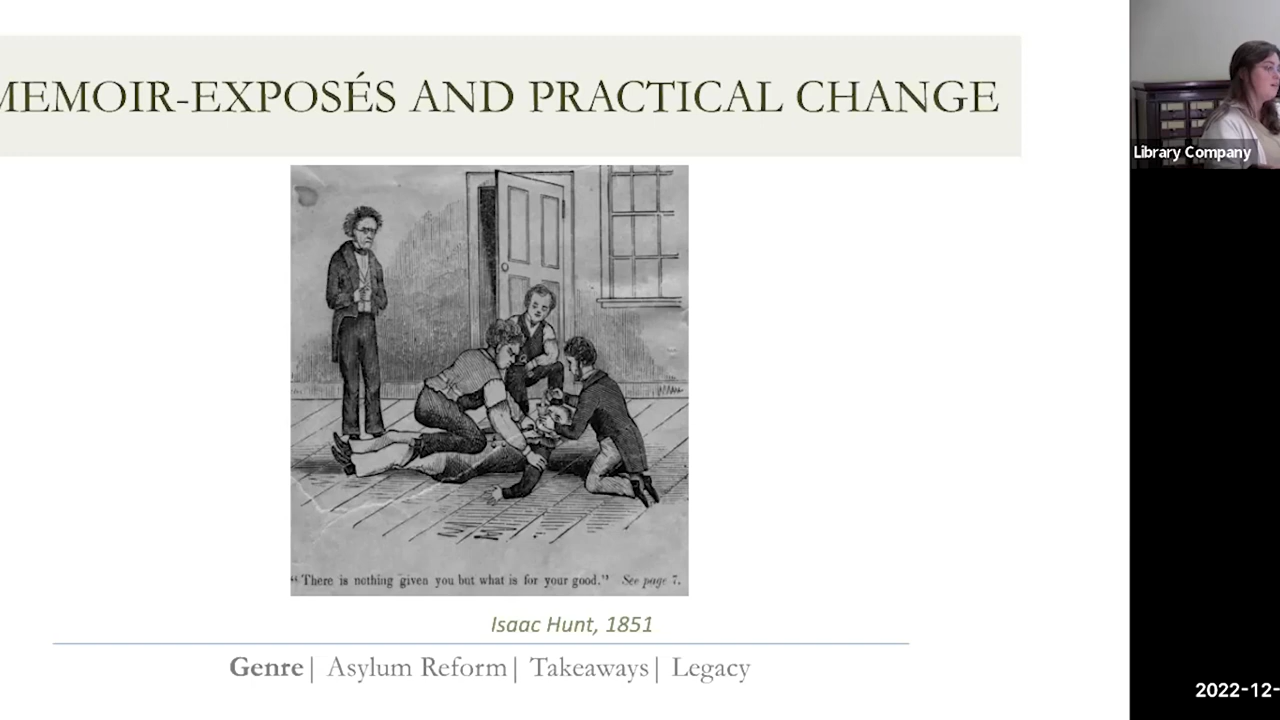 MEMOIR-EXPOSÉS AND PRACTICAL CHANGE
Library Company
“There is nothing given you but what is for your good.” See page 7.
Isaac Hunt, 1851
Genre| Asylum Reform| Takeaways| Legacy
2022-12-